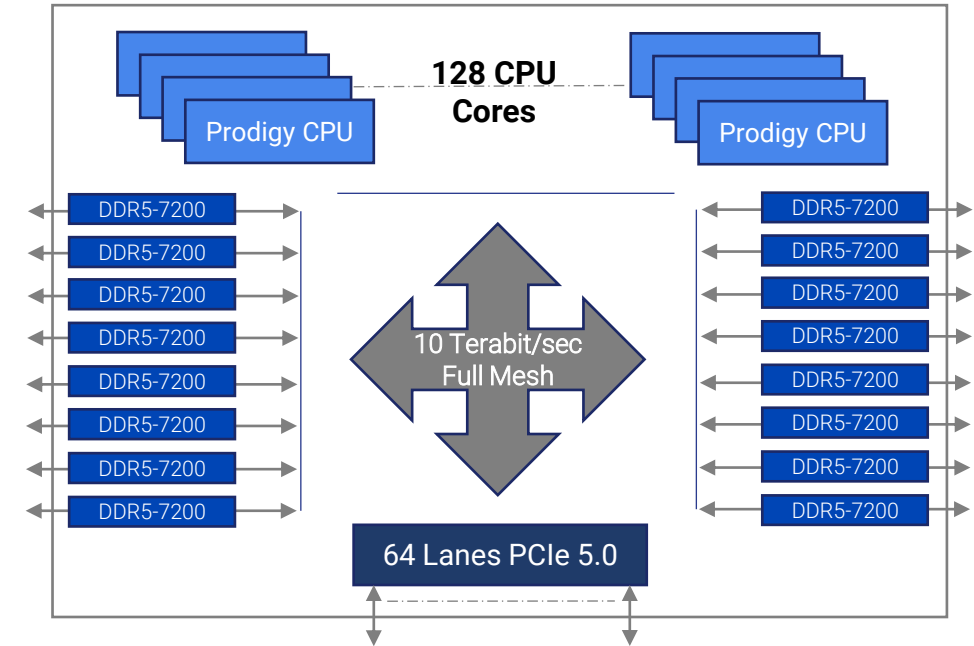 128 CPU
Cores
Prodigy CPU
Prodigy CPU
DDR5-7200
DDR5-7200
DDR5-7200
DDR5-7200
DDR5-7200
DDR5-7200
DDR5-7200
DDR5-7200
10 Terabit/sec
Full Mesh
DDR5-7200
DDR5-7200
DDR5-7200
DDR5-7200
DDR5-7200
DDR5-7200
DDR5-7200
DDR5-7200
64 Lanes PCIe 5.0